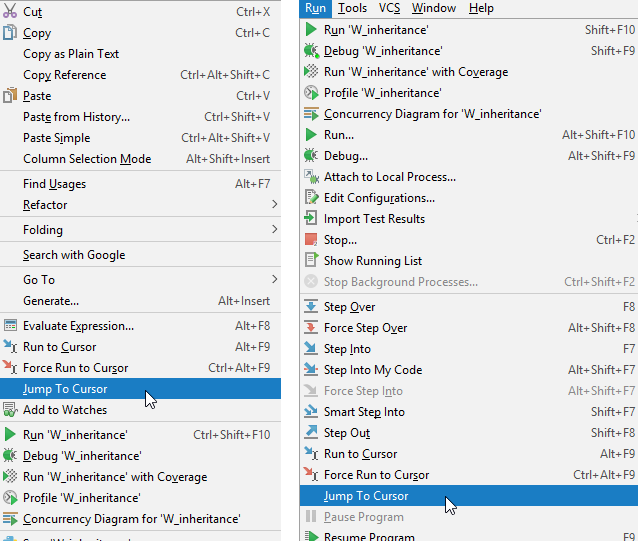 Cut Ctrl+X
Copy Ctrl+C
Copy as Plain Text
Copy Reference Ctrl+Alt+Shift+C
Paste Ctrl+V
Paste from History... Ctrl+Shift+V
Paste Simple Ctrl+Alt+Shift+V
Column Selection Mode Alt+Shift+Insert
Find Usages Alt+F7
Refactor
Folding
Search with Google
Go To
Generate... Alt+Insert
Evaluate Expression... Alt+F8
Run to Cursor Alt+F9
Force Run to Cursor Ctrl+Alt+F9
Jump To Cursor
Add to Watches
Run 'W_inheritance' Ctrl+Shift+F10
Debug 'W_inheritance'
Run 'W_inheritance' with Coverage
Profile 'W_inheritance'
Concurrency Diagram for 'W_inheritance'
Run Tools VCS Window Help
Run 'W_inheritance' Shift+F10
Debug 'W_inheritance' Shift+F9
Run 'W_inheritance' with Coverage
Profile 'W_inheritance'
Concurrency Diagram for 'W_inheritance'
Run... Alt+Shift+F10
Debug... Alt+Shift+F9
Attach to Local Process...
Edit Configurations...
Import Test Results
Stop... Ctrl+F2
Show Running List
Stop Background Processes... Ctrl+Shift+F2
Step Over F8
Force Step Over Alt+Shift+F8
Step Into F7
Step Into My Code Alt+Shift+F7
Force Step Into Alt+Shift+F7
Smart Step Into Shift+F7
Step Out Shift+F8
Run to Cursor Alt+F9
Force Run to Cursor Ctrl+Alt+F9
Jump To Cursor
Pause Program
Resume Program F9